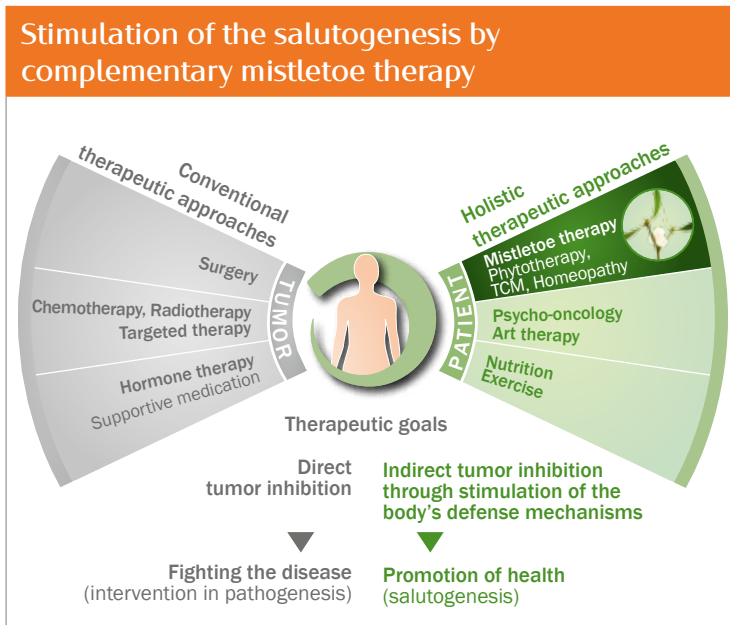 Stimulation of the salutogenesis by
complementary mistletoe therapy
Conventional
therapeutic approaches
Surgery
Chemotherapy, Radiotherapy
Targeted therapy
Hormone therapy
Supportive medication
TUMOR
Holistic
therapeutic approaches
Mistletoe therapy
Phytotherapy,
TCM, Homeopathy
Psycho-oncology
Art therapy
Nutrition
Exercise
PATIENT
Therapeutic goals
Direct
tumor inhibition
Fighting the disease
(intervention in pathogenesis)
Indirect tumor inhibition
through stimulation of the
body's defense mechanisms
Promotion of health
(salutogenesis)